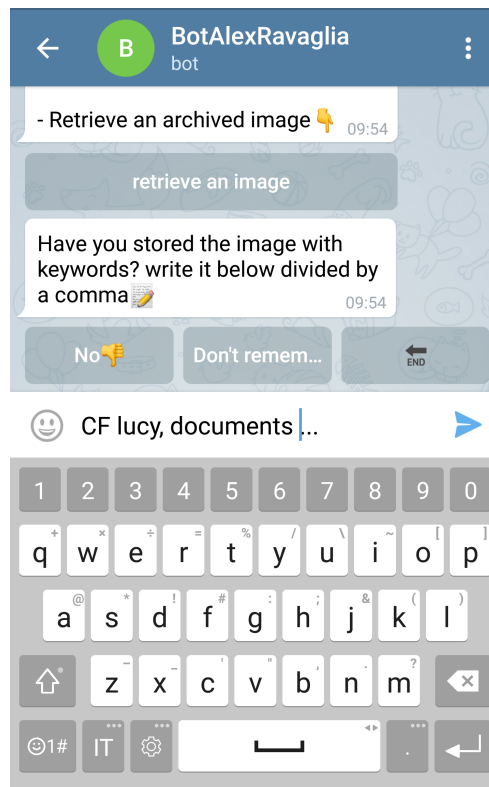 B
BotAlexRavaglia
bot
- Retrieve an archived image👇
09:54
retrieve an image
Have you stored the image with
keywords? write it below divided by
a comma📝
09:54
No👎 Don't remem... 🔚
CF lucy, documents ...
1 2 3 4 5 6 7 8 9 0
+ × ÷ = % / \ ~ [ ]
q w e r t y u i o p
@ * ! # : ; & ( )
a s d f g h j k l
– _ ' " , . ?
z x c v b n m
☺1# IT .